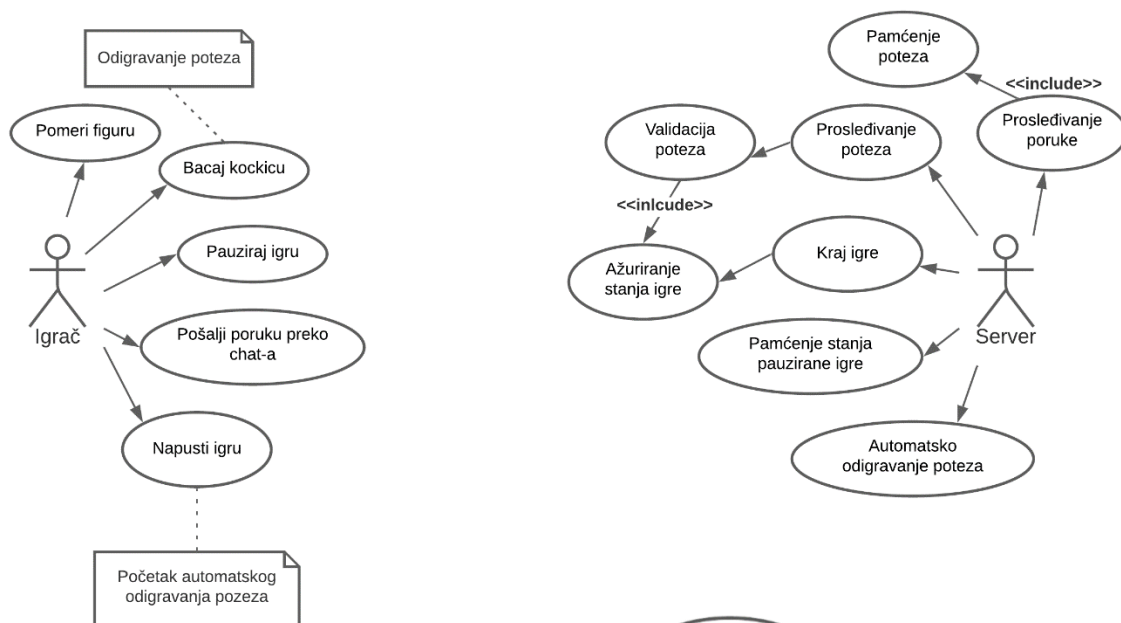 Odigravanje poteza
Pomeri figuru
Bacaj kockicu
Pauziraj igru
Igrač
Pošalji poruku preko
chat-a
Napusti igru
Početak automatskog
odigravanja pozeza
Pamćenje
poteza
<<include>>
Prosleđivanje
poruke
Validacija
poteza
Prosleđivanje
poteza
<<inlcude>>
Ažuriranje
stanja igre
Kraj igre
Server
Pamćenje stanja
pauzirane igre
Automatsko
odigravanje poteza